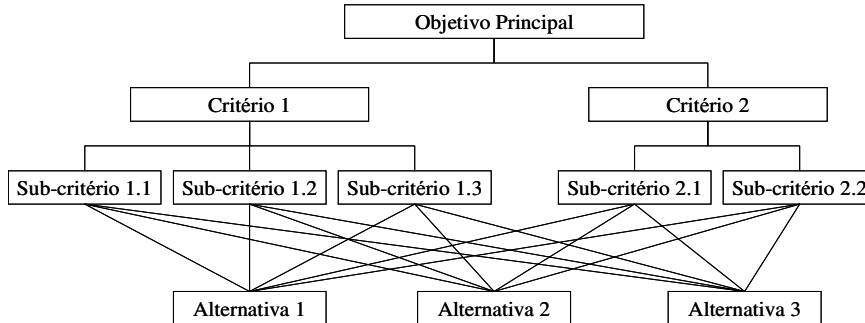 Objetivo Principal
Critério 1
Critério 2
Sub-critério 1.1
Sub-critério 1.2
Sub-critério 1.3
Sub-critério 2.1
Sub-critério 2.2
Alternativa 1
Alternativa 2
Alternativa 3